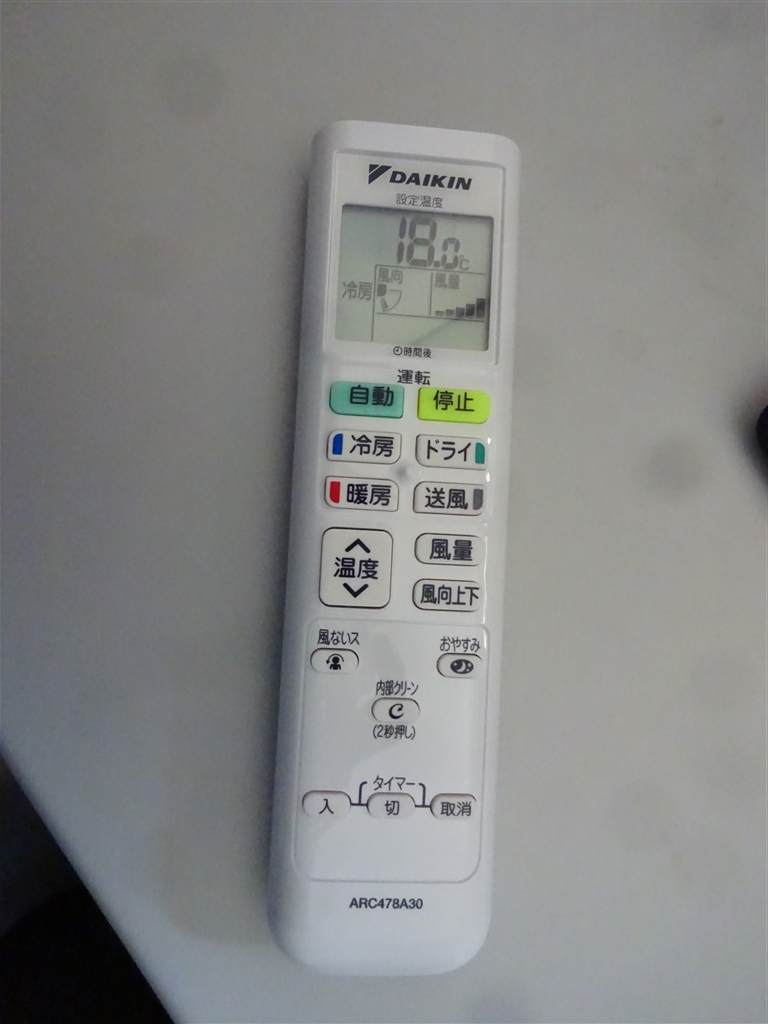 DAIKIN
設定温度
18.0℃
風向
風量
冷房
時間後
運転
自動
停止
冷房
ドライ
暖房
送風
温度
風量
風向上下
風ないス
おやすみ
内部クリーン
(2秒押し)
タイマー
入
切
取消
ARC478A30